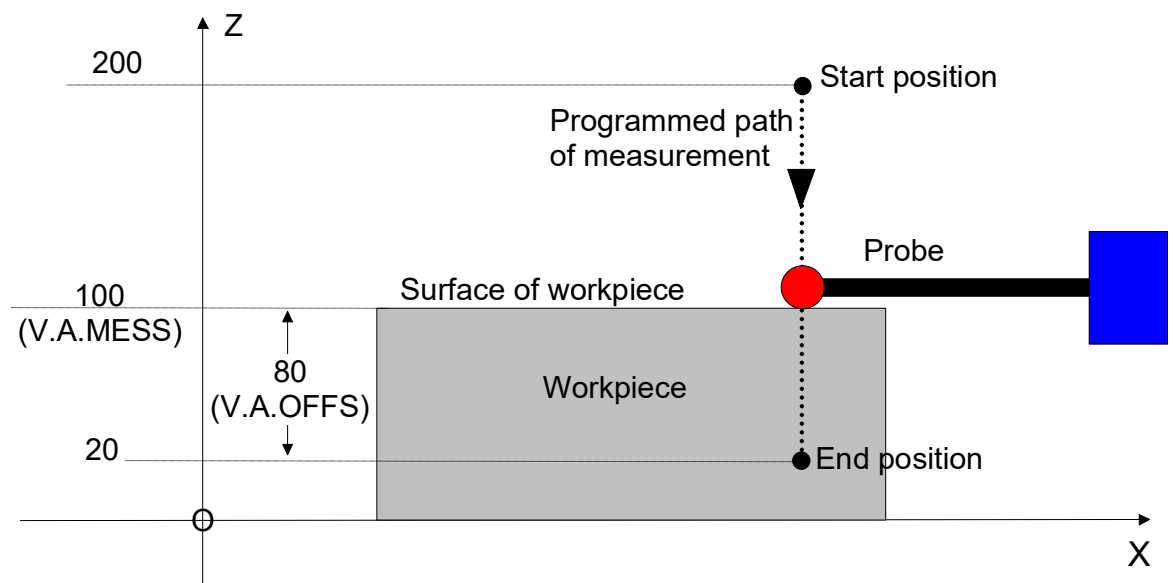 Z
200
Start position
Programmed path
of measurement
Probe
Surface of workpiece
100
(V.A.MESS)
80
(V.A.OFFS)
Workpiece
20
End position
O
X